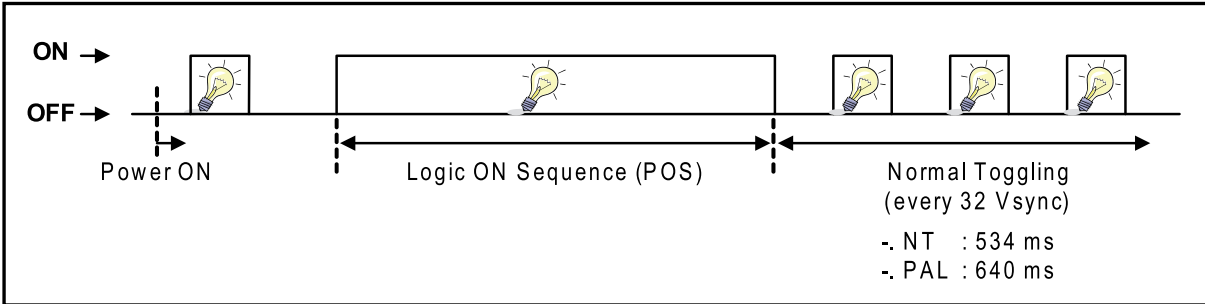 ON
OFF
Power ON
Logic ON Sequence (POS)
Normal Toggling
(every 32 Vsync)
-. NT : 534 ms
-. PAL : 640 ms